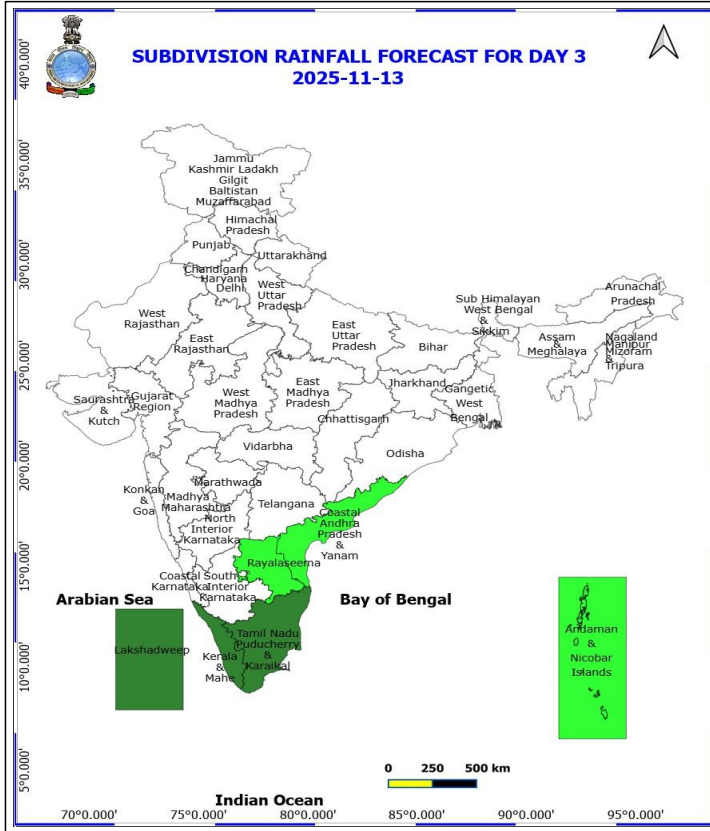 SUBDIVISION RAINFALL FORECAST FOR DAY 3
2025-11-13
40°0.000'
35°0.000'
30°0.000'
25°0.000'
20°0.000'
15°0.000'
10°0.000'
5°0.000'
Jammu
Kashmir Ladakh
Gilgit
Baltistan
Muzaffarabad
Himachal
Pradesh
Punjab
Uttarakhand
Chandigarh
Haryana
Delhi
West
Uttar
Pradesh
Arunachal
Pradesh
West
Rajasthan
East
Rajasthan
East
Uttar
Pradesh
Sub Himalayan
West Bengal
&
Sikkim
Bihar
Assam
&
Meghalaya
Nagaland
Manipur
Mizoram
&
Tripura
Saurashtra
&
Kutch
Gujarat
Region
West
Madhya
Pradesh
East
Madhya
Pradesh
Jharkhand
Gangetic
West
Bengal
Chhattisgarh
Vidarbha
Odisha
Konkan
&
Goa
Madhya
Maharashtra
Marathwada
Telangana
North
Interior
Karnataka
Coastal
Andhra
Pradesh
&
Yanam
Rayalaseema
Coastal
Karnataka
South
Interior
Karnataka
Arabian Sea
Bay of Bengal
Lakshadweep
Kerala
&
Mahe
Tamil Nadu
Puducherry
&
Karaikal
Andaman
&
Nicobar
Islands
0 250 500 km
Indian Ocean
70°0.000' 75°0.000' 80°0.000' 85°0.000' 90°0.000' 95°0.000'